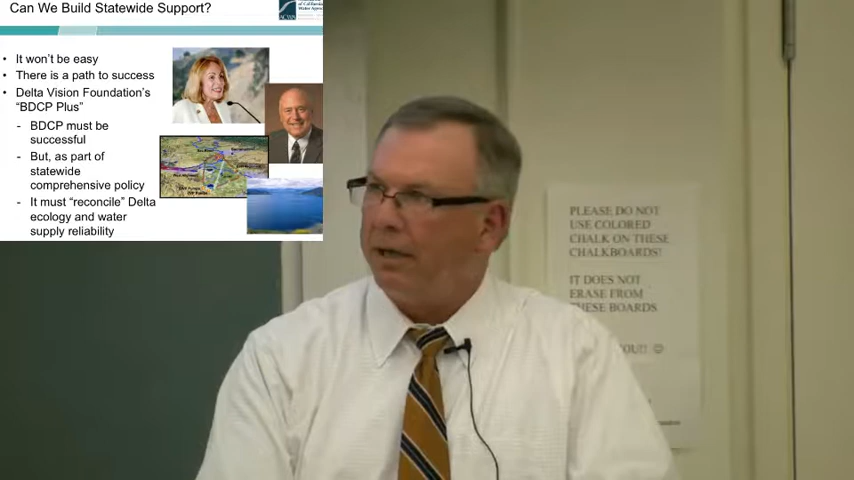 Can We Build Statewide Support?
• It won't be easy
• There is a path to success
• Delta Vision Foundation's
"BDCP Plus"
- BDCP must be
successful
- But, as part of
statewide
comprehensive policy
- It must "reconcile" Delta
ecology and water
supply reliability
PLEASE DO NOT
USE COLORED
CHALK ON THESE
CHALKBOARDS!
IT DOES NOT
ERASE FROM
THESE BOARDS